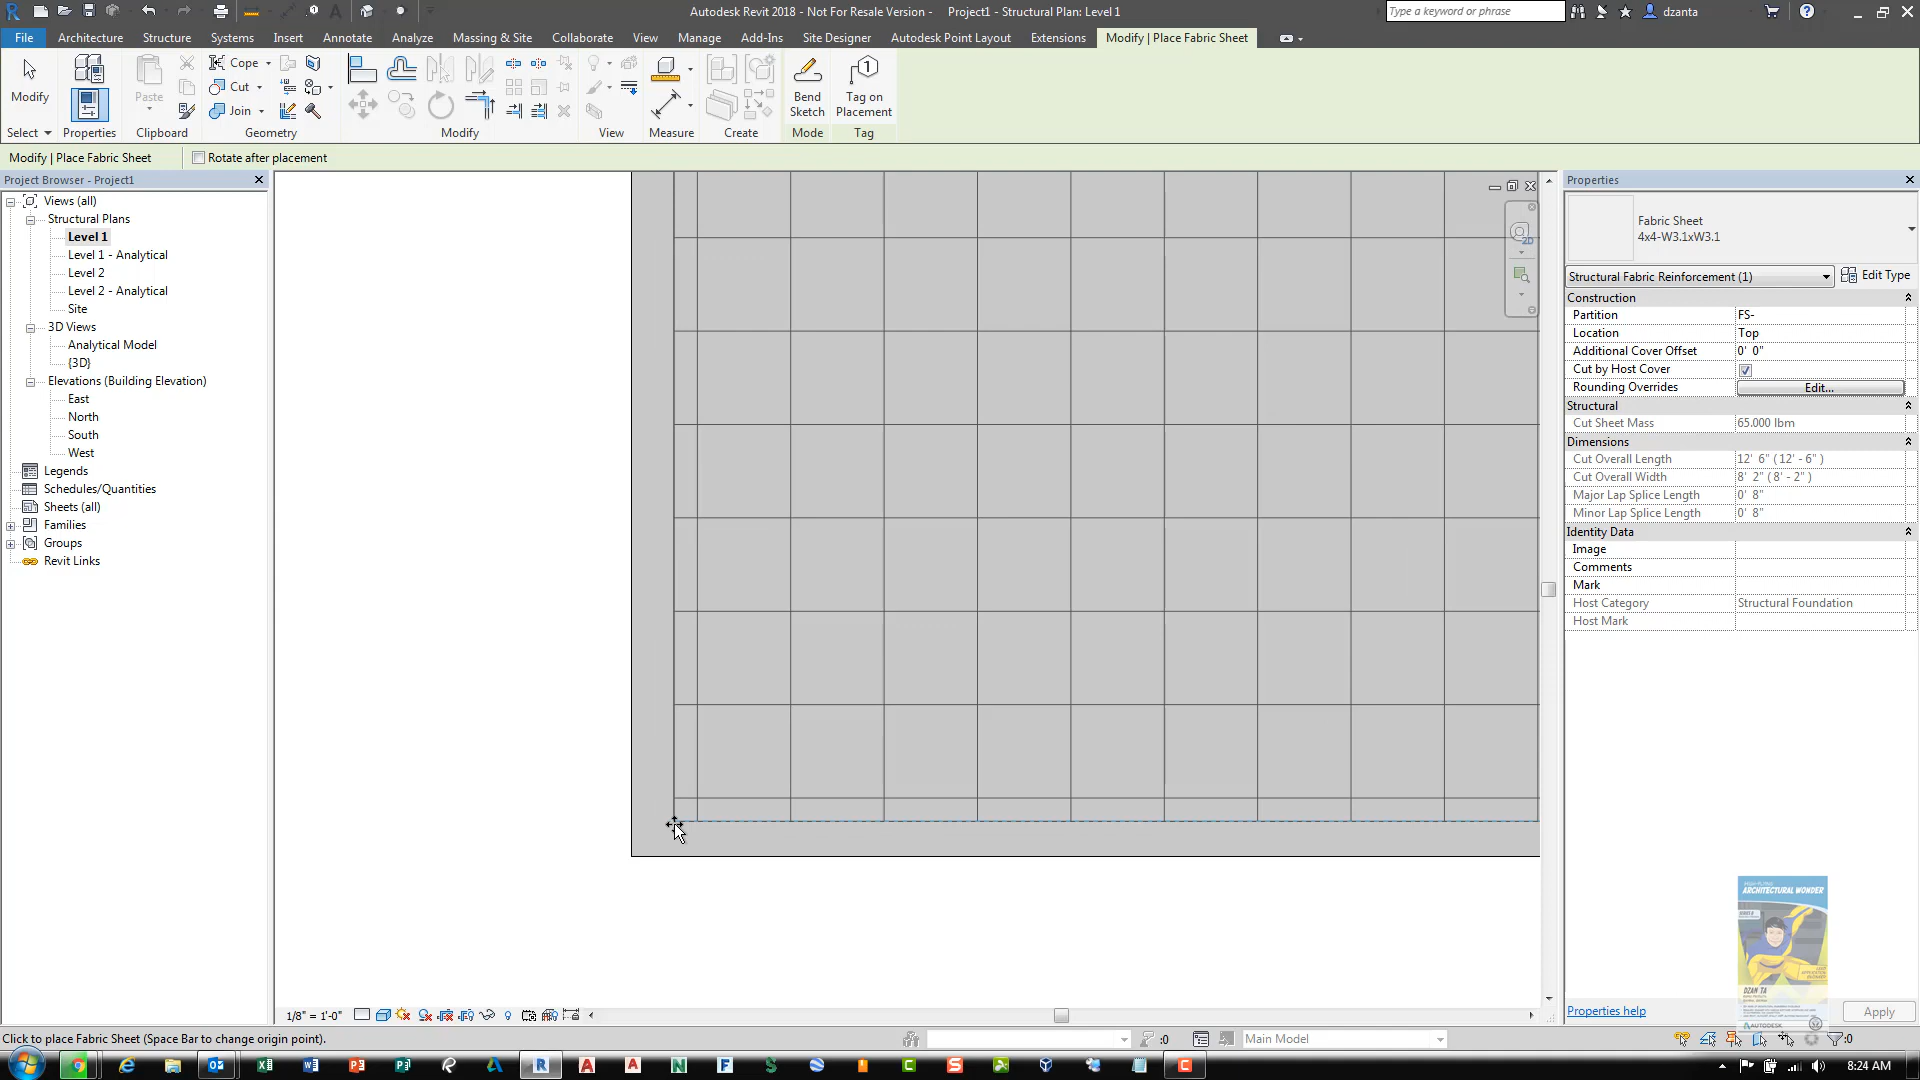 Autodesk Revit 2018 - Not For Resale Version - Project1 - Structural Plan: Level 1
Type a keyword or phrase
dzanta
File Architecture Structure Systems Insert Annotate Analyze Massing & Site Collaborate View Manage Add-Ins Site Designer Autodesk Point Layout Extensions Modify | Place Fabric Sheet
Modify
Paste
Cope
Cut
Join
Bend Sketch
Tag on Placement
Select Properties Clipboard Geometry Modify View Measure Create Mode Tag
Modify | Place Fabric Sheet
Rotate after placement
Project Browser - Project1
Views (all)
Structural Plans
Level 1
Level 1 - Analytical
Level 2
Level 2 - Analytical
Site
3D Views
Analytical Model
{3D}
Elevations (Building Elevation)
East
North
South
West
Legends
Schedules/Quantities
Sheets (all)
Families
Groups
Revit Links
2D
Properties
Fabric Sheet
4x4-W3.1xW3.1
Structural Fabric Reinforcement (1)
Edit Type
Construction
Partition FS-
Location Top
Additional Cover Offset 0' 0"
Cut by Host Cover
Rounding Overrides Edit...
Structural
Cut Sheet Mass 65.000 lbm
Dimensions
Cut Overall Length 12' 6" ( 12' - 6" )
Cut Overall Width 8' 2" ( 8' - 2" )
Major Lap Splice Length 0' 8"
Minor Lap Splice Length 0' 8"
Identity Data
Image
Comments
Mark
Host Category Structural Foundation
Host Mark
ARCHITECTURAL WONDER
DZAN TA
AUTODESK
Properties help
Apply
1/8" = 1'-0"
Click to place Fabric Sheet (Space Bar to change origin point).
:0
Main Model
:0
8:24 AM